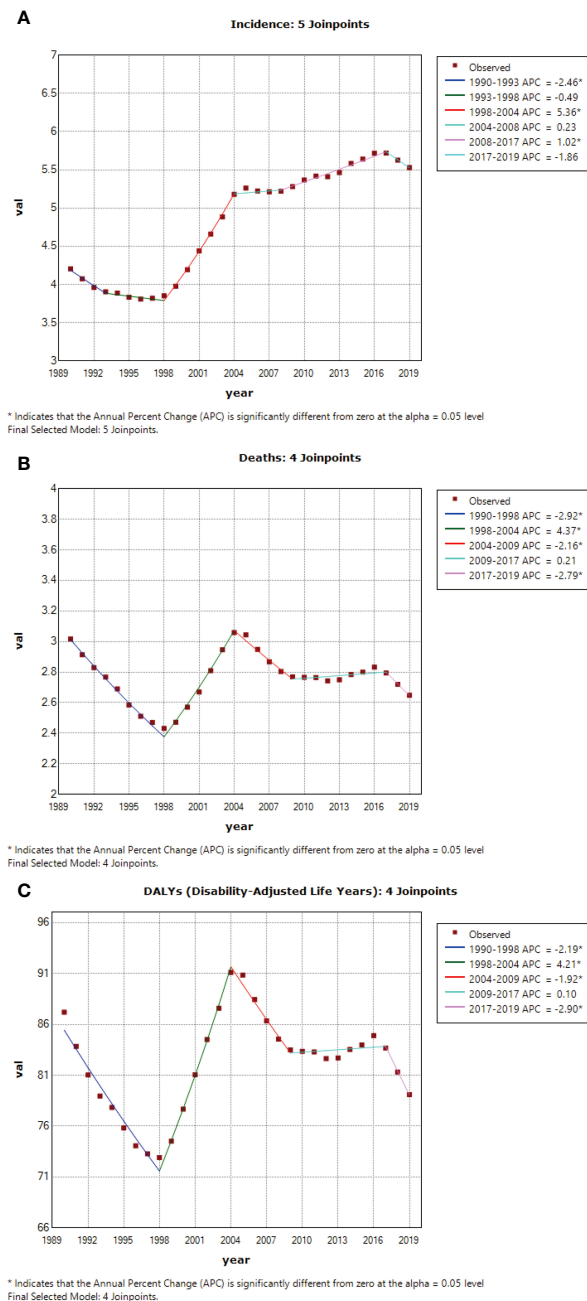 A
Incidence: 5 Joinpoints
7
6.5
6
5.5
5
4.5
4
3.5
3
val
1989 1992 1995 1998 2001 2004 2007 2010 2013 2016 2019
year
Observed
1990-1993 APC = -2.46*
1993-1998 APC = -0.49
1998-2004 APC = 5.36*
2004-2008 APC = 0.23
2008-2017 APC = 1.02*
2017-2019 APC = -1.86
* Indicates that the Annual Percent Change (APC) is significantly different from zero at the alpha = 0.05 level
Final Selected Model: 5 Joinpoints.
B
Deaths: 4 Joinpoints
4
3.8
3.6
3.4
3.2
3
2.8
2.6
2.4
2.2
2
val
1989 1992 1995 1998 2001 2004 2007 2010 2013 2016 2019
year
Observed
1990-1998 APC = -2.92*
1998-2004 APC = 4.37*
2004-2009 APC = -2.16*
2009-2017 APC = 0.21
2017-2019 APC = -2.79*
* Indicates that the Annual Percent Change (APC) is significantly different from zero at the alpha = 0.05 level
Final Selected Model: 4 Joinpoints.
C
DALYs (Disability-Adjusted Life Years): 4 Joinpoints
96
91
86
81
76
71
66
val
1989 1992 1995 1998 2001 2004 2007 2010 2013 2016 2019
year
Observed
1990-1998 APC = -2.19*
1998-2004 APC = 4.21*
2004-2009 APC = -1.92*
2009-2017 APC = 0.10
2017-2019 APC = -2.90*
* Indicates that the Annual Percent Change (APC) is significantly different from zero at the alpha = 0.05 level
Final Selected Model: 4 Joinpoints.